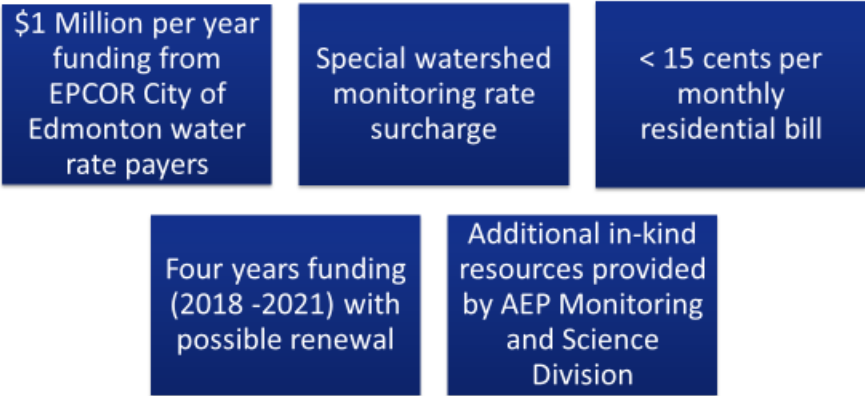 $1 Million per year
funding from
EPCOR City of
Edmonton water
rate payers
Special watershed
monitoring rate
surcharge
< 15 cents per
monthly
residential bill
Four years funding
(2018 -2021) with
possible renewal
Additional in-kind
resources provided
by AEP Monitoring
and Science
Division